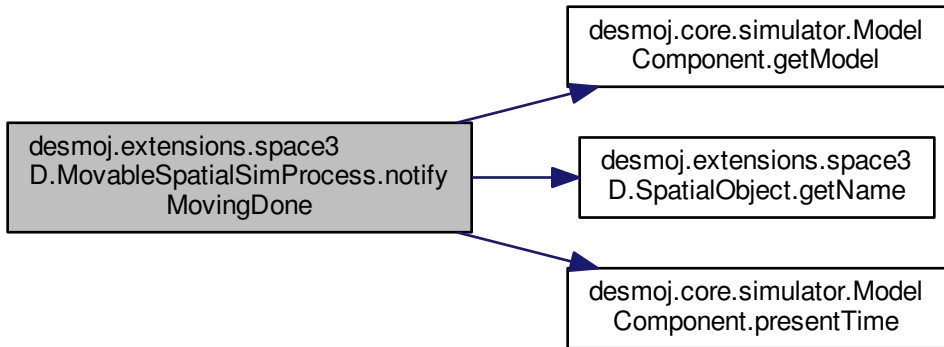 desmoj.core.simulator.Model
Component.getModel
desmoj.extensions.space3
D.MovableSpatialSimProcess.notify
MovingDone
desmoj.extensions.space3
D.SpatialObject.getName
desmoj.core.simulator.Model
Component.presentTime